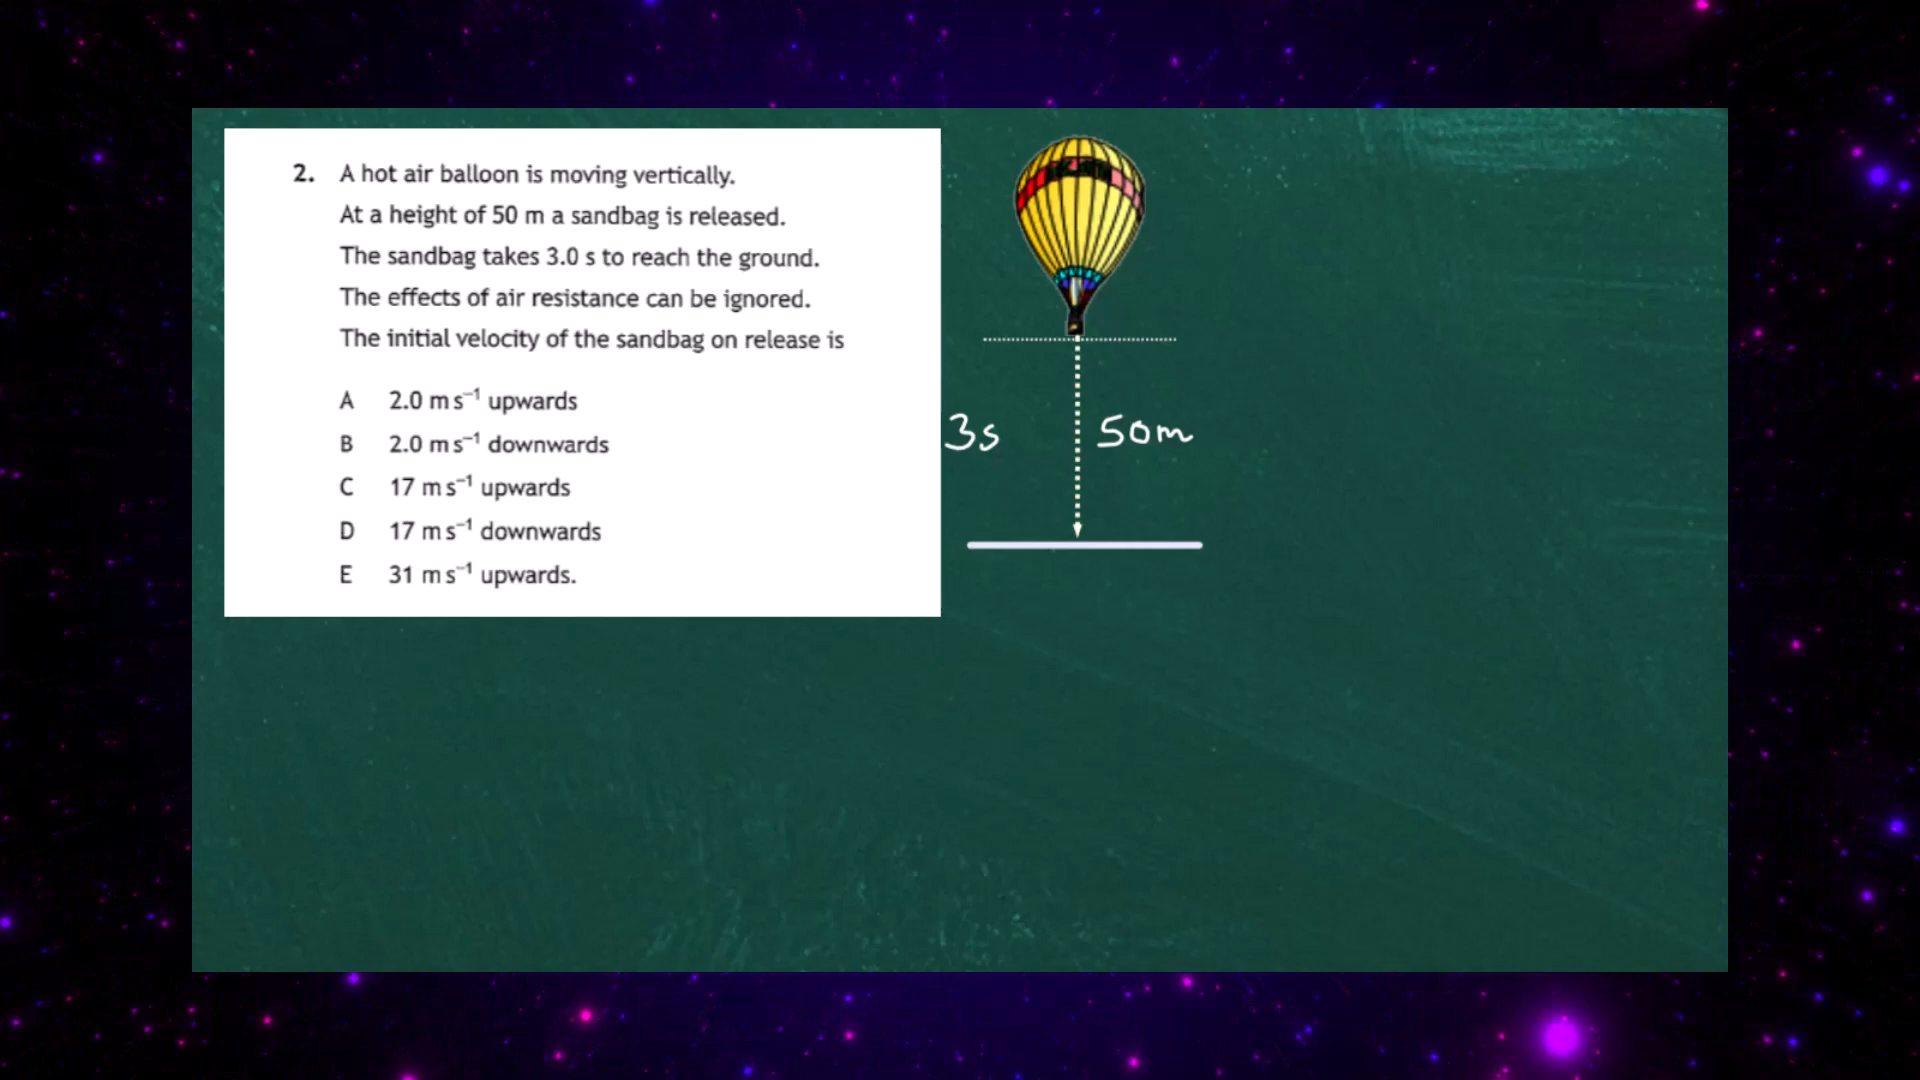 2. A hot air balloon is moving vertically.
At a height of 50 m a sandbag is released.
The sandbag takes 3.0 s to reach the ground.
The effects of air resistance can be ignored.
The initial velocity of the sandbag on release is
A 2.0 m s⁻¹ upwards
B 2.0 m s⁻¹ downwards
C 17 m s⁻¹ upwards
D 17 m s⁻¹ downwards
E 31 m s⁻¹ upwards.
3s
50m